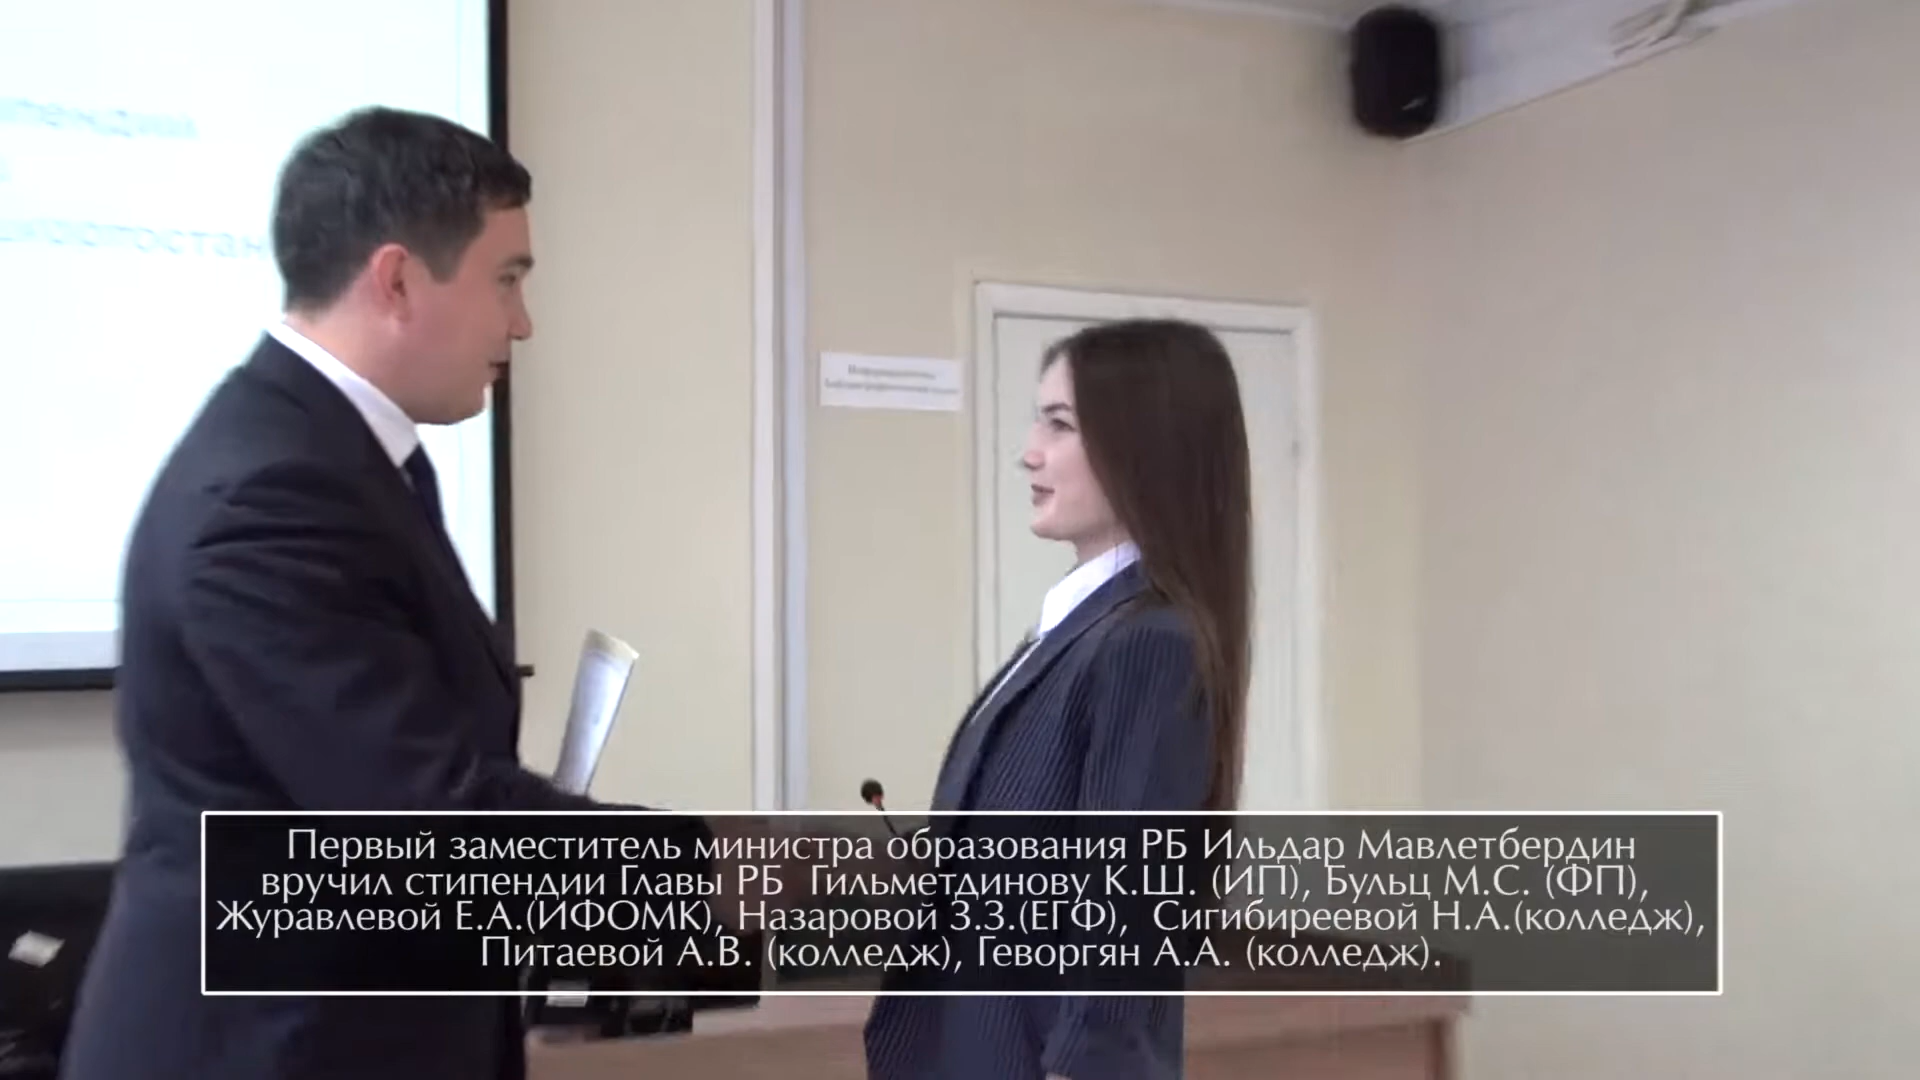 Первый заместитель министра образования РБ Ильдар Мавлетбердин
вручил стипендии Главы РБ Гильметдинову К.Ш. (ИП), Бульц М.С. (ФП),
Журавлевой Е.А.(ИФОМК), Назаровой З.З.(ЕГФ), Сигибиреевой Н.А.(колледж),
Питаевой А.В. (колледж), Геворгян А.А. (колледж).